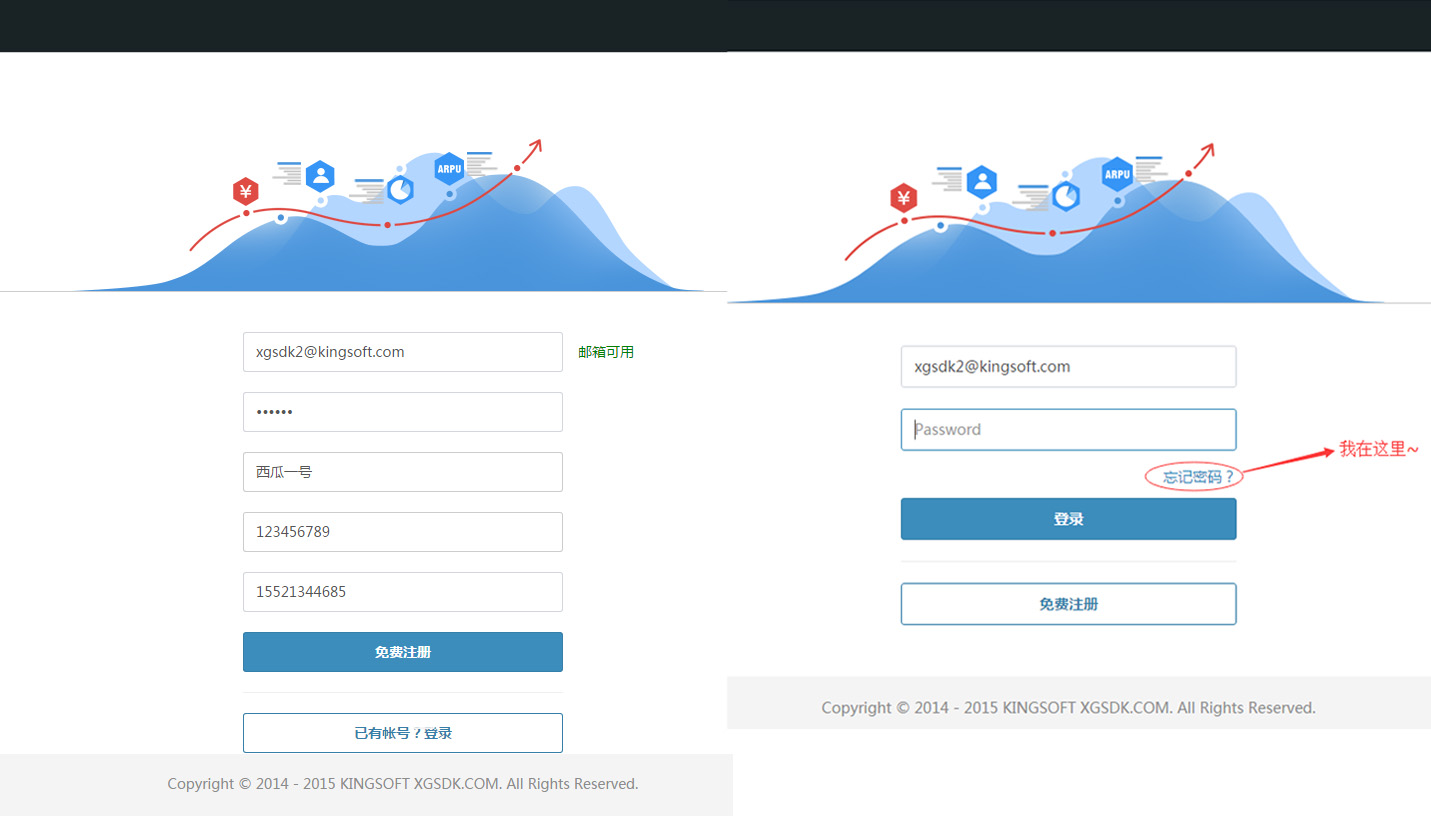 ¥
ARPU
xgsdk2@kingsoft.com
邮箱可用
••••••
西瓜一号
123456789
15521344685
免费注册
已有帐号？登录
Copyright © 2014 - 2015 KINGSOFT XGSDK.COM. All Rights Reserved.
¥
ARPU
xgsdk2@kingsoft.com
Password
我在这里~
忘记密码？
登录
免费注册
Copyright © 2014 - 2015 KINGSOFT XGSDK.COM. All Rights Reserved.